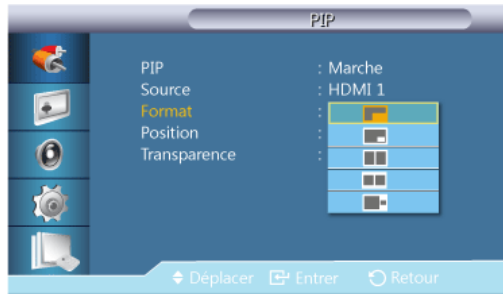 PIP
PIP : Marche
Source : HDMI 1
Format :
Position :
Transparence :
Déplacer Entrer Retour